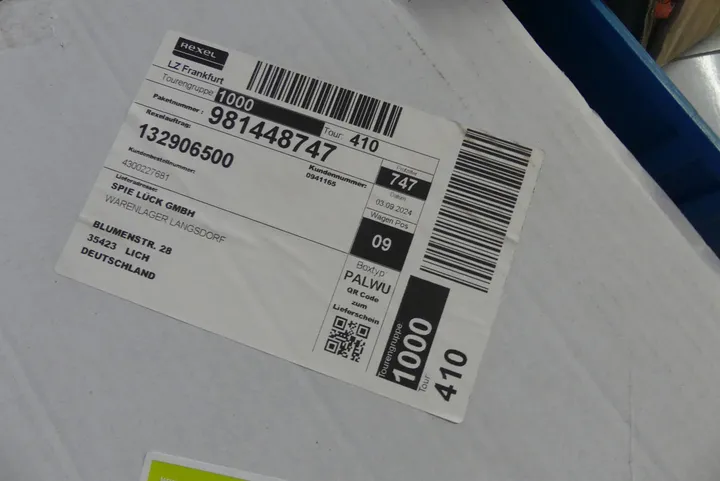 REXEL
LZ Frankfurt
Tourengruppe: 1000 Tour: 410
Paketnummer: 981448747
Rexelauftrag:
132906500
Kundennummer:
0941165
Kundenbestellnummer:
4300227681
Lieferadresse:
SPIE LÜCK GMBH
WARENLAGER LANGSDORF
BLUMENSTR. 28
35423 LICH
DEUTSCHLAND
747
Datum
03.09.2024
Wagen Pos
09
Boxtyp
PALWU
QR Code
zum
Lieferschein
Tourengruppe:
1000
Tour
410